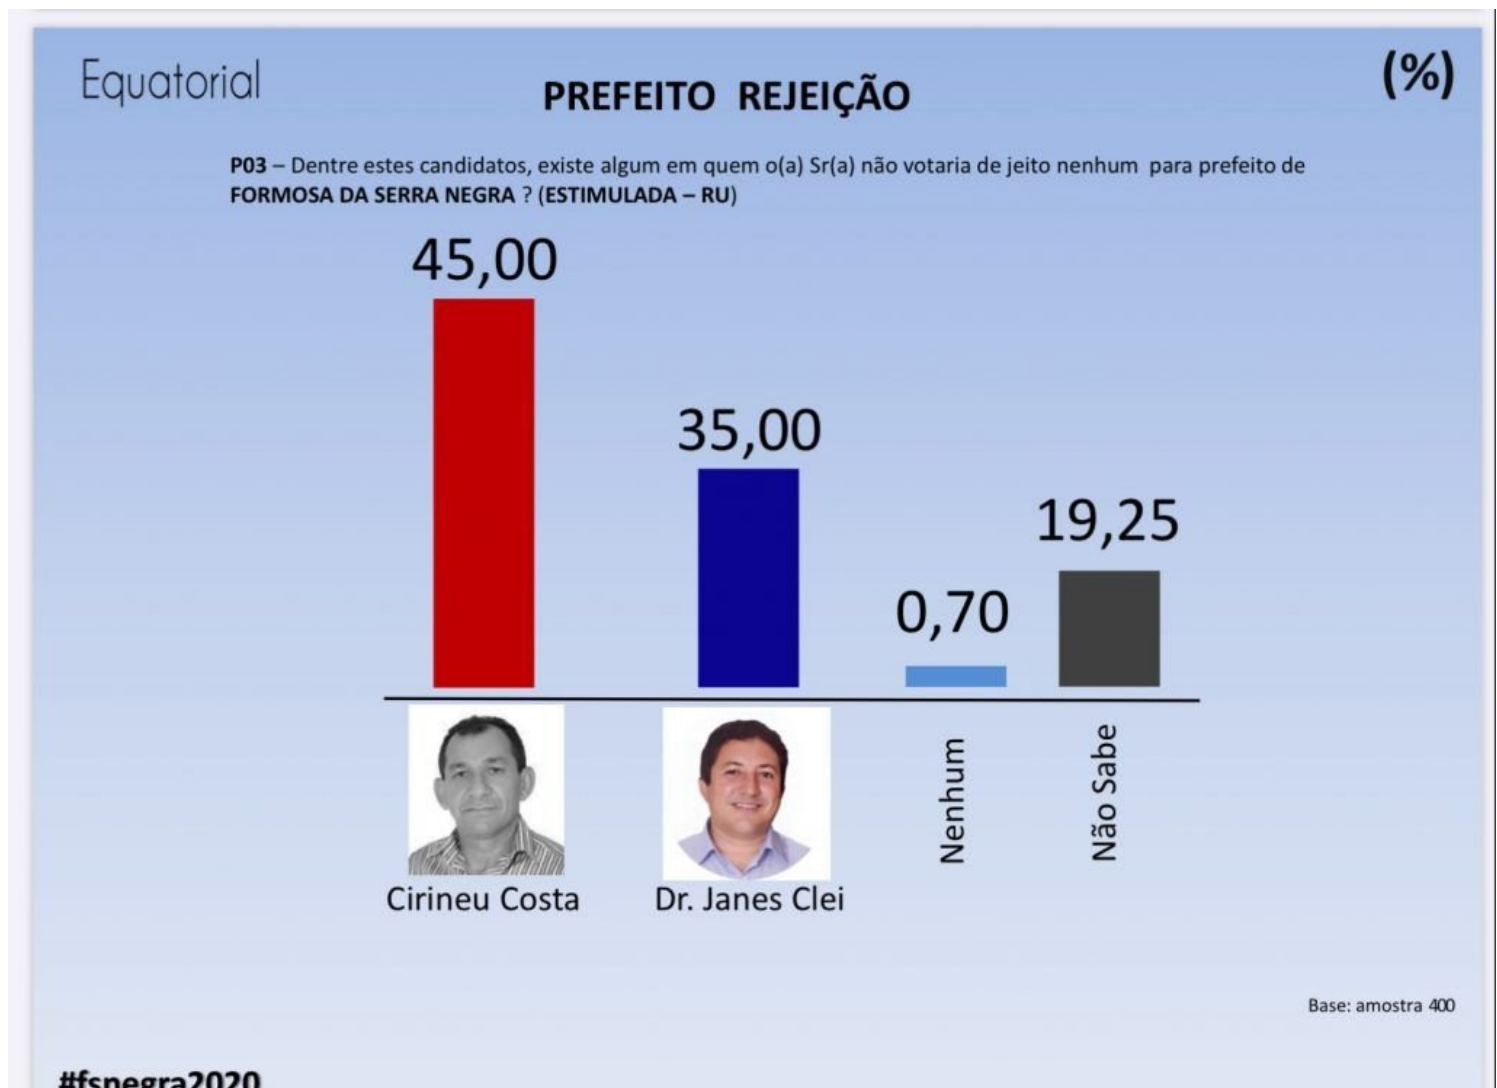 Equatorial
PREFEITO REJEIÇÃO
(%)
P03 – Dentre estes candidatos, existe algum em quem o(a) Sr(a) não votaria de jeito nenhum para prefeito de
FORMOSA DA SERRA NEGRA ? (ESTIMULADA – RU)
45,00
35,00
0,70
19,25
Cirineu Costa
Dr. Janes Clei
Nenhum
Não Sabe
Base: amostra 400
#fsnegra2020